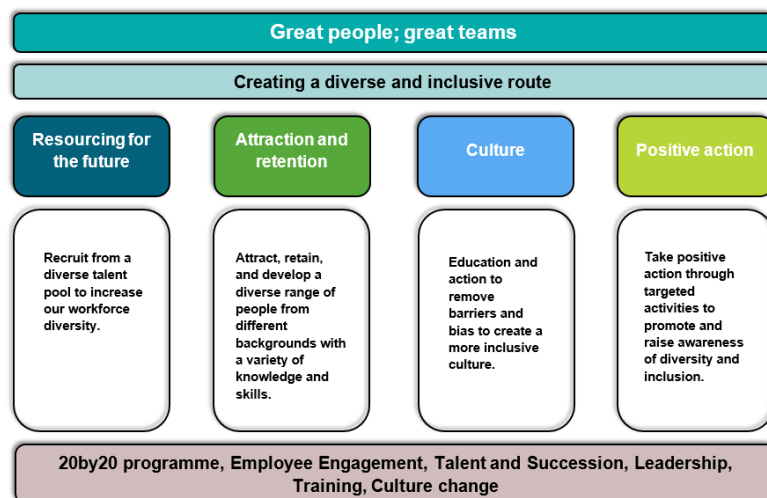 Great people; great teams
Creating a diverse and inclusive route
Resourcing for
the future
Attraction and
retention
Culture
Positive action
Recruit from a
diverse talent
pool to increase
our workforce
diversity.
Attract, retain,
and develop a
diverse range of
people from
different
backgrounds with
a variety of
knowledge and
skills.
Education and
action to
remove
barriers and
bias to create a
more inclusive
culture.
Take positive
action through
targeted
activities to
promote and
raise awareness
of diversity and
inclusion.
20by20 programme, Employee Engagement, Talent and Succession, Leadership,
Training, Culture change